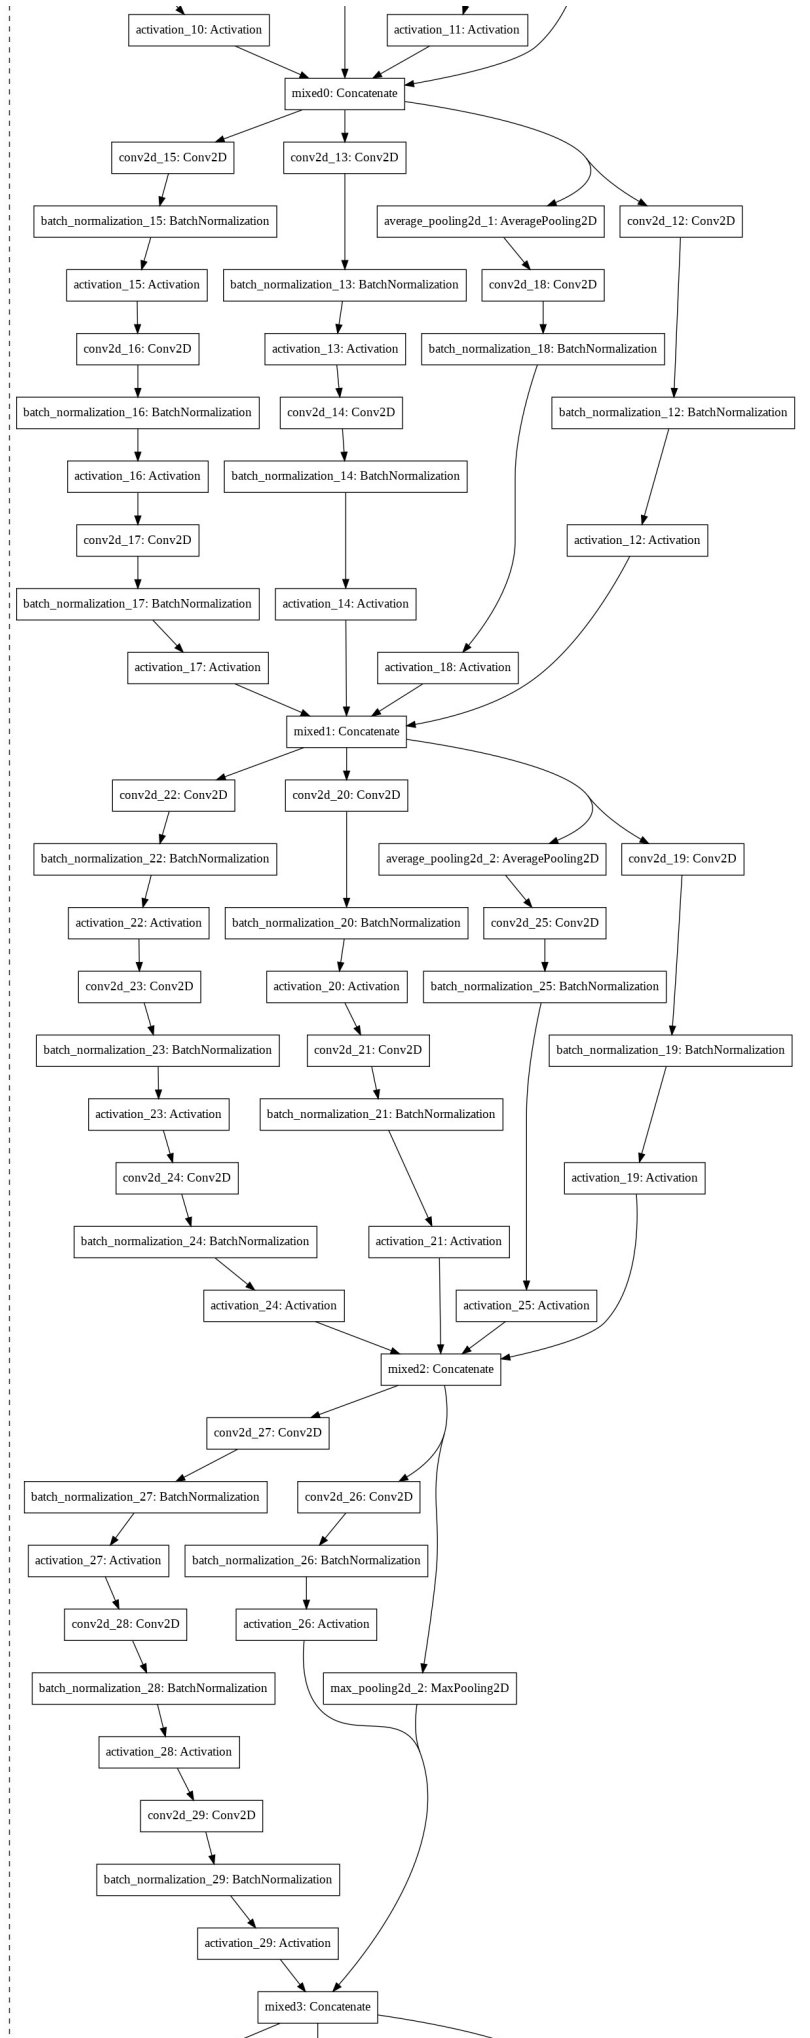 activation_10: Activation
activation_11: Activation
mixed0: Concatenate
conv2d_15: Conv2D
conv2d_13: Conv2D
batch_normalization_15: BatchNormalization
average_pooling2d_1: AveragePooling2D
conv2d_12: Conv2D
activation_15: Activation
batch_normalization_13: BatchNormalization
conv2d_18: Conv2D
conv2d_16: Conv2D
activation_13: Activation
batch_normalization_18: BatchNormalization
batch_normalization_16: BatchNormalization
conv2d_14: Conv2D
batch_normalization_12: BatchNormalization
activation_16: Activation
batch_normalization_14: BatchNormalization
conv2d_17: Conv2D
activation_12: Activation
batch_normalization_17: BatchNormalization
activation_14: Activation
activation_17: Activation
activation_18: Activation
mixed1: Concatenate
conv2d_22: Conv2D
conv2d_20: Conv2D
batch_normalization_22: BatchNormalization
average_pooling2d_2: AveragePooling2D
conv2d_19: Conv2D
activation_22: Activation
batch_normalization_20: BatchNormalization
conv2d_25: Conv2D
conv2d_23: Conv2D
activation_20: Activation
batch_normalization_25: BatchNormalization
batch_normalization_23: BatchNormalization
conv2d_21: Conv2D
batch_normalization_19: BatchNormalization
activation_23: Activation
batch_normalization_21: BatchNormalization
conv2d_24: Conv2D
activation_19: Activation
batch_normalization_24: BatchNormalization
activation_21: Activation
activation_24: Activation
activation_25: Activation
mixed2: Concatenate
conv2d_27: Conv2D
batch_normalization_27: BatchNormalization
conv2d_26: Conv2D
activation_27: Activation
batch_normalization_26: BatchNormalization
conv2d_28: Conv2D
activation_26: Activation
batch_normalization_28: BatchNormalization
max_pooling2d_2: MaxPooling2D
activation_28: Activation
conv2d_29: Conv2D
batch_normalization_29: BatchNormalization
activation_29: Activation
mixed3: Concatenate